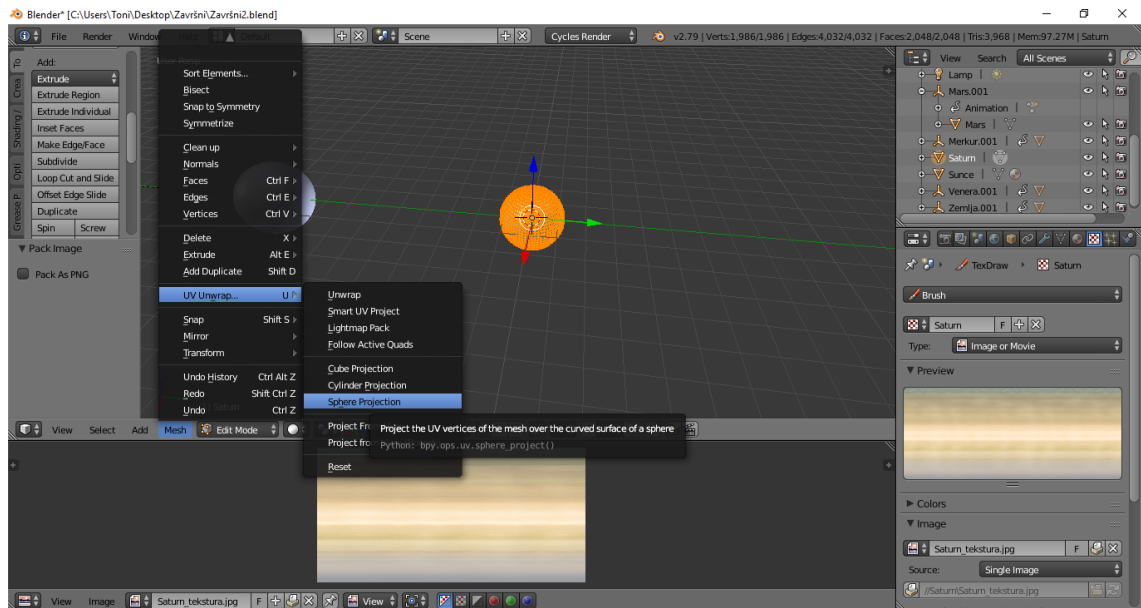 Blender* [C:\Users\Toni\Desktop\Završni\Završni2.blend]
File Render Window Help Default Scene Cycles Render v2.79 | Verts:1,986/1,986 | Edges:4,032/4,032 | Faces:2,048/2,048 | Tris:3,968 | Mem:97.27M | Saturn
Add:
Extrude
Extrude Region
Extrude Individual
Inset Faces
Make Edge/Face
Subdivide
Loop Cut and Slide
Offset Edge Slide
Duplicate
Spin Screw
Pack Image
Pack As PNG
To
Crea
Shading /
Opti
Grease P
Sort Elements...
Bisect
Snap to Symmetry
Symmetrize
Clean up
Normals
Faces Ctrl F
Edges Ctrl E
Vertices Ctrl V
Delete X
Extrude Alt E
Add Duplicate Shift D
UV Unwrap... U
Snap Shift S
Mirror
Transform
Undo History Ctrl Alt Z
Redo Shift Ctrl Z
Undo Ctrl Z
Unwrap
Smart UV Project
Lightmap Pack
Follow Active Quads
Cube Projection
Cylinder Projection
Sphere Projection
Project Fro
Project from
Reset
Project the UV vertices of the mesh over the curved surface of a sphere
Python: bpy.ops.uv.sphere_project()
View Select Add Mesh Edit Mode
View Image Saturn_tekstura.jpg F View
View Search All Scenes
Lamp
Mars.001
Animation
Mars
Merkur.001
Saturn
Sunce
Venera.001
Zemlja.001
TexDraw Saturn
Brush
Saturn F
Type: Image or Movie
Preview
Colors
Image
Saturn_tekstura.jpg F
Source: Single Image
//Saturn\Saturn_tekstura.jpg